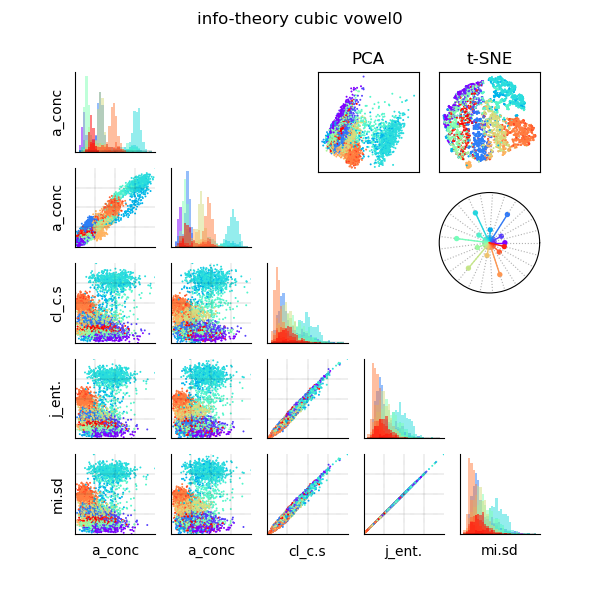 info-theory cubic vowel0
PCA
t-SNE
a_conc
a_conc
cl_c.s
j_ent.
mi.sd
a_conc
a_conc
cl_c.s
j_ent.
mi.sd